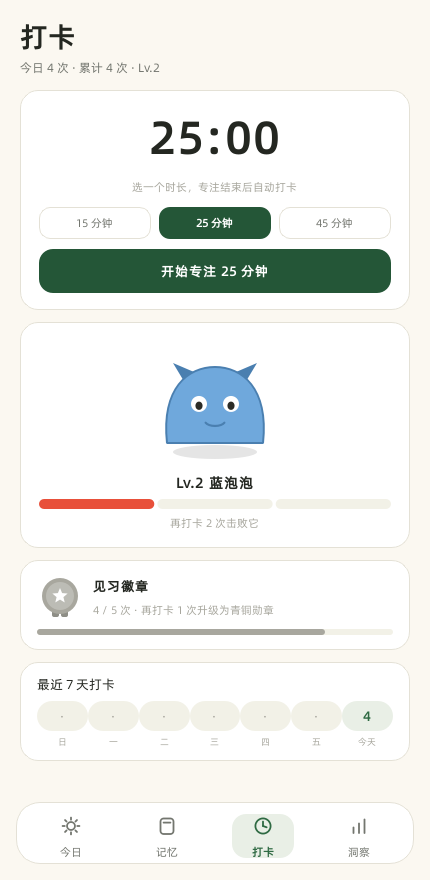 打卡
今日 4 次 · 累计 4 次 · Lv.2
25:00
选一个时长，专注结束后自动打卡
15 分钟
25 分钟
45 分钟
开始专注 25 分钟
Lv.2 蓝泡泡
再打卡 2 次击败它
见习徽章
4 / 5 次 · 再打卡 1 次升级为青铜勋章
最近 7 天打卡
· · · · · · 4
日 一 二 三 四 五 今天
今日 记忆 打卡 洞察